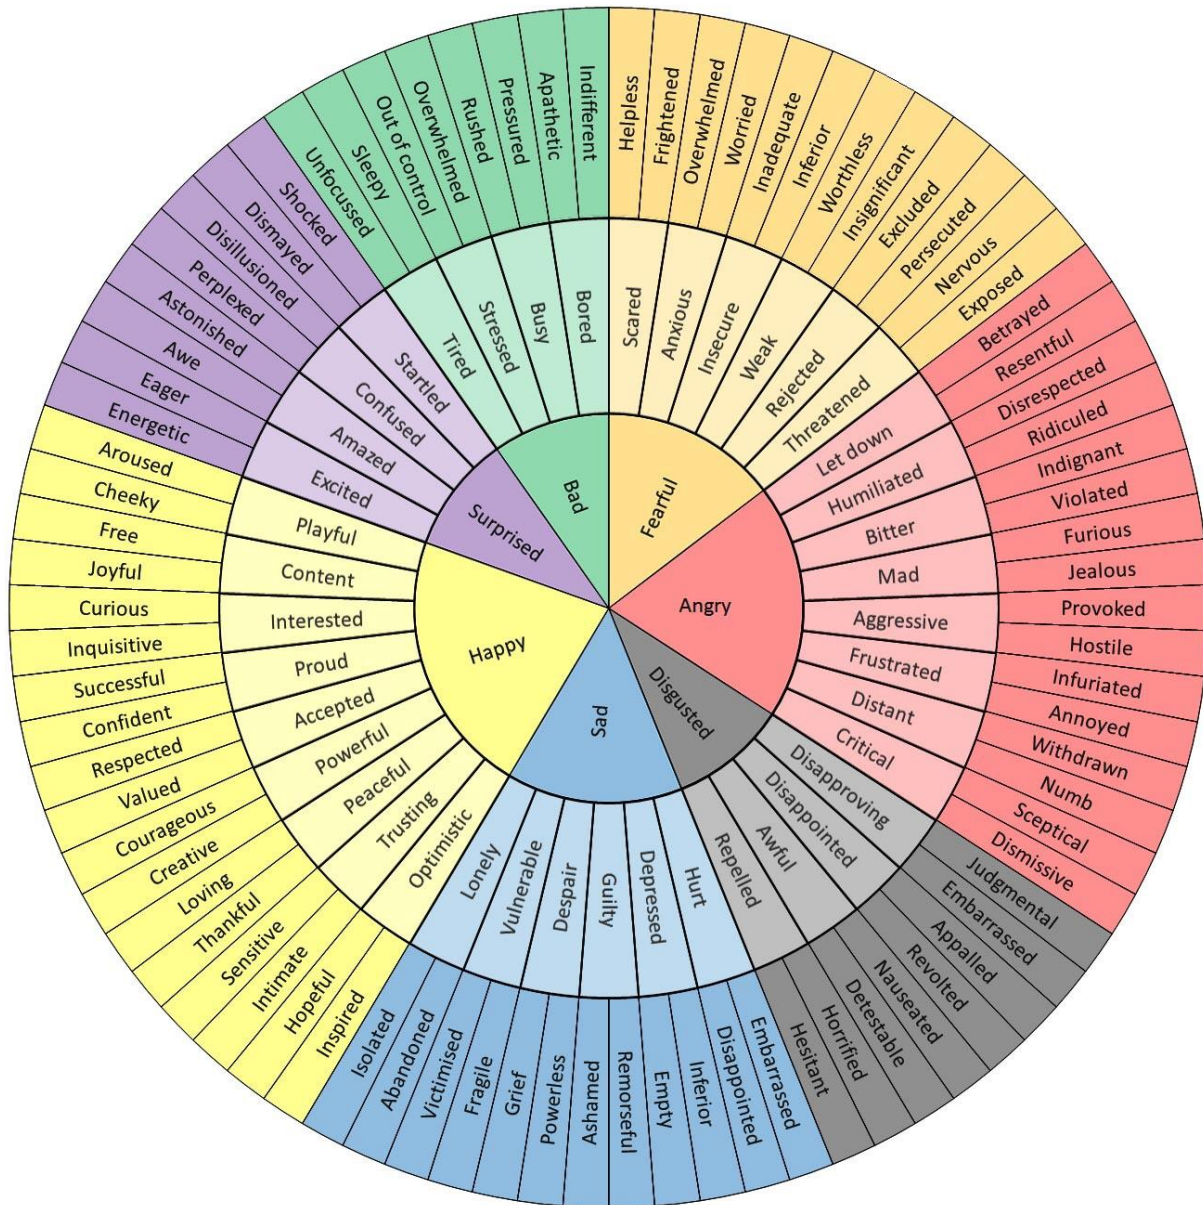 Fearful
Angry
Disgusted
Sad
Happy
Surprised
Bad
Scared
Anxious
Insecure
Weak
Rejected
Threatened
Let down
Humiliated
Bitter
Mad
Aggressive
Frustrated
Distant
Critical
Disapproving
Disappointed
Awful
Repelled
Hurt
Depressed
Guilty
Despair
Vulnerable
Lonely
Optimistic
Trusting
Peaceful
Powerful
Accepted
Proud
Interested
Content
Playful
Excited
Amazed
Confused
Startled
Tired
Stressed
Busy
Bored
Helpless
Frightened
Overwhelmed
Worried
Inadequate
Inferior
Worthless
Insignificant
Excluded
Persecuted
Nervous
Exposed
Betrayed
Resentful
Disrespected
Ridiculed
Indignant
Violated
Furious
Jealous
Provoked
Hostile
Infuriated
Annoyed
Withdrawn
Numb
Sceptical
Dismissive
Judgmental
Embarrassed
Appalled
Revolted
Nauseated
Detestable
Horrified
Hesitant
Embarrassed
Disappointed
Inferior
Empty
Remorseful
Ashamed
Powerless
Grief
Fragile
Victimised
Abandoned
Isolated
Inspired
Hopeful
Intimate
Sensitive
Thankful
Loving
Creative
Courageous
Valued
Respected
Confident
Successful
Inquisitive
Curious
Joyful
Free
Cheeky
Aroused
Energetic
Eager
Awe
Astonished
Perplexed
Disillusioned
Dismayed
Shocked
Unfocussed
Sleepy
Out of control
Overwhelmed
Rushed
Pressured
Apathetic
Indifferent